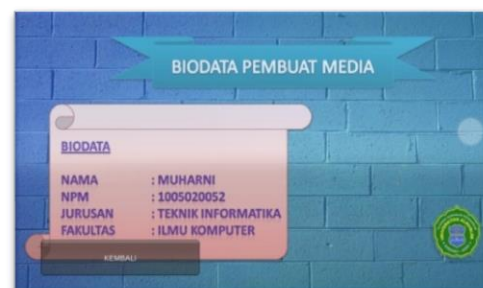 BIODATA PEMBUAT MEDIA
BIODATA
NAMA : MUHARNI
NPM : 1005020052
JURUSAN : TEKNIK INFORMATIKA
FAKULTAS : ILMU KOMPUTER
KEMBALI